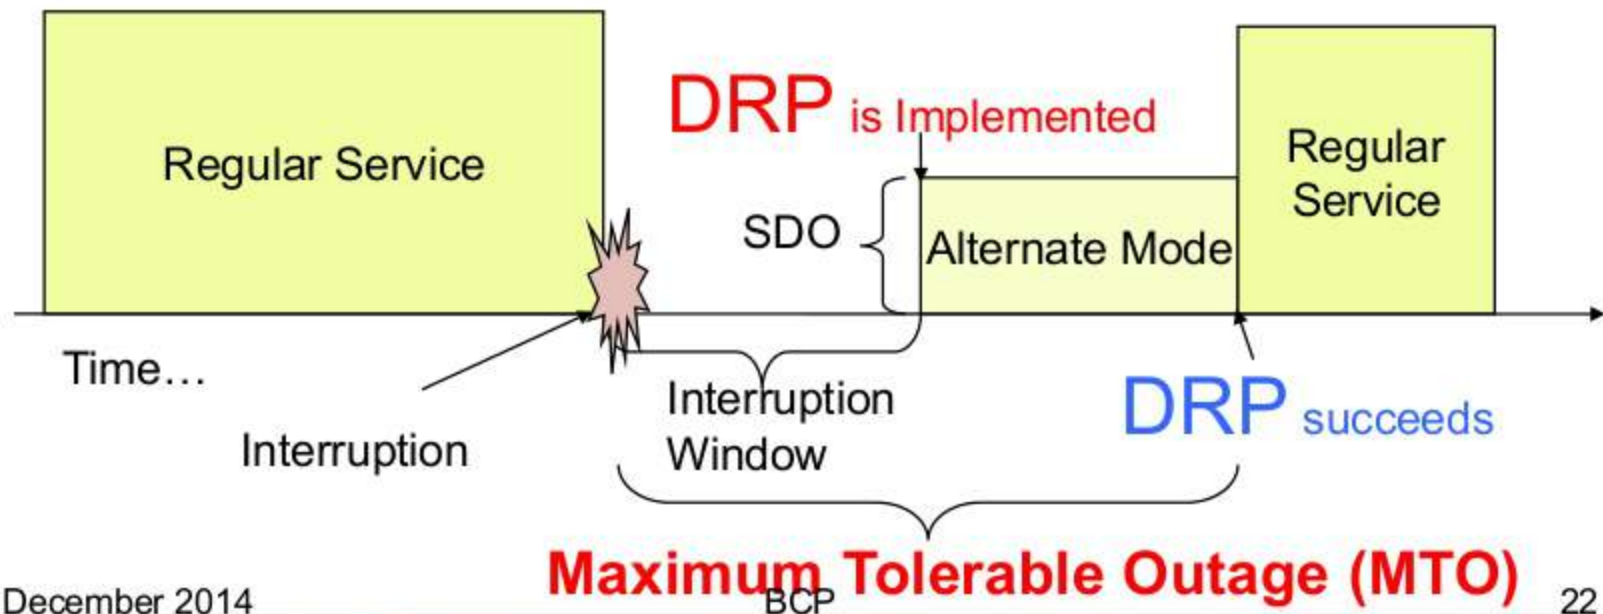 DRP is Implemented
Regular Service
Regular
Service
SDO
Alternate Mode
Time…
Interruption
Interruption
Window
DRP succeeds
Maximum Tolerable Outage (MTO)
December 2014
BCP
22